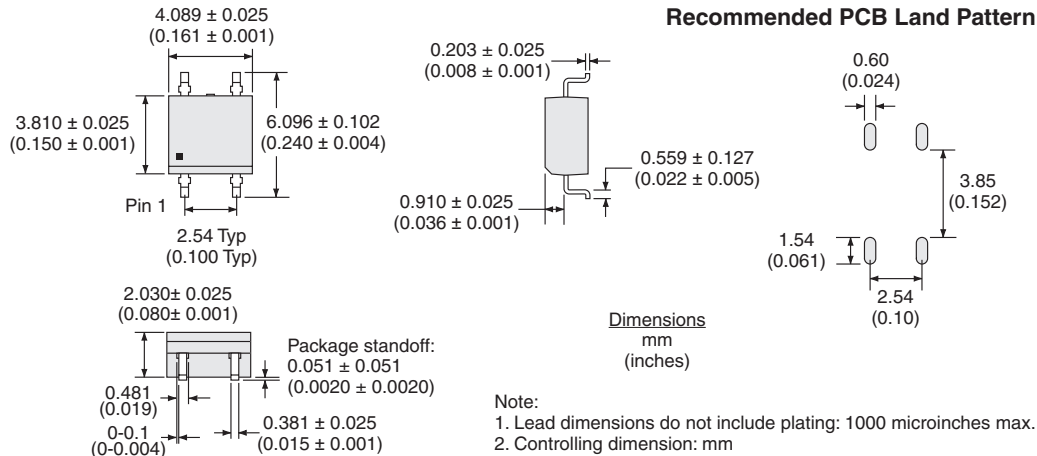 Recommended PCB Land Pattern
4.089 ± 0.025
(0.161 ± 0.001)
3.810 ± 0.025
(0.150 ± 0.001)
6.096 ± 0.102
(0.240 ± 0.004)
Pin 1
2.54 Typ
(0.100 Typ)
0.203 ± 0.025
(0.008 ± 0.001)
0.559 ± 0.127
(0.022 ± 0.005)
0.910 ± 0.025
(0.036 ± 0.001)
0.60
(0.024)
3.85
(0.152)
1.54
(0.061)
2.54
(0.10)
2.030± 0.025
(0.080± 0.001)
Package standoff:
0.051 ± 0.051
(0.0020 ± 0.0020)
0.481
(0.019)
0-0.1
(0-0.004)
0.381 ± 0.025
(0.015 ± 0.001)
Dimensions
mm
(inches)
Note:
1. Lead dimensions do not include plating: 1000 microinches max.
2. Controlling dimension: mm